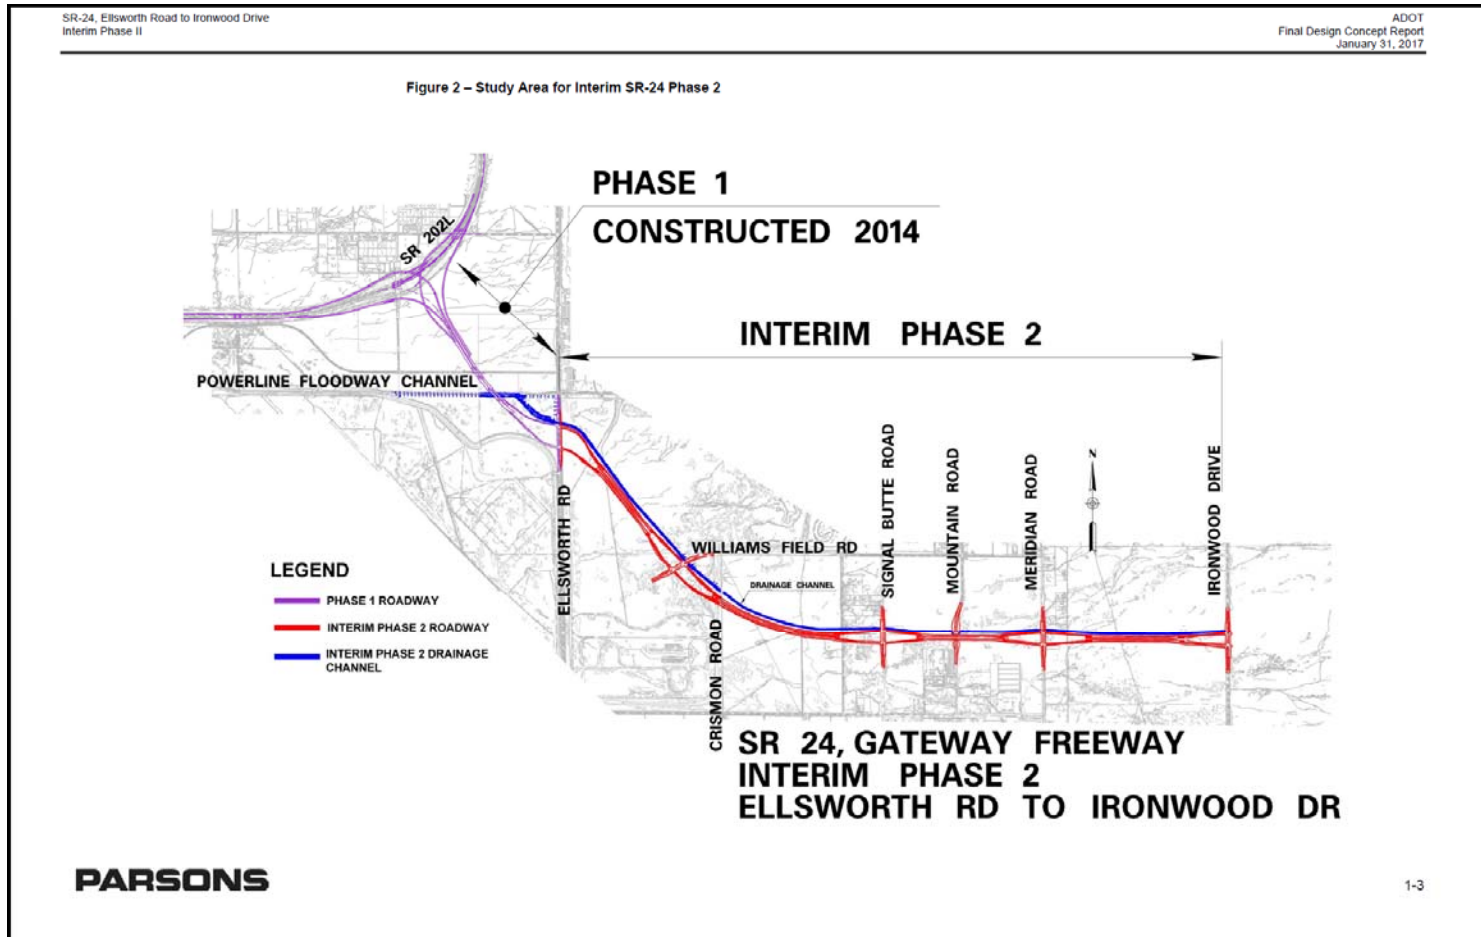 SR-24, Ellsworth Road to Ironwood Drive
Interim Phase II
ADOT
Final Design Concept Report
January 31, 2017
Figure 2 – Study Area for Interim SR-24 Phase 2
PHASE 1
CONSTRUCTED 2014
SR 202L
INTERIM PHASE 2
POWERLINE FLOODWAY CHANNEL
ELLSWORTH RD
WILLIAMS FIELD RD
DRAINAGE CHANNEL
CRISMON ROAD
SIGNAL BUTTE ROAD
MOUNTAIN ROAD
MERIDIAN ROAD
N
IRONWOOD DRIVE
LEGEND
PHASE 1 ROADWAY
INTERIM PHASE 2 ROADWAY
INTERIM PHASE 2 DRAINAGE
CHANNEL
SR 24, GATEWAY FREEWAY
INTERIM PHASE 2
ELLSWORTH RD TO IRONWOOD DR
PARSONS
1-3